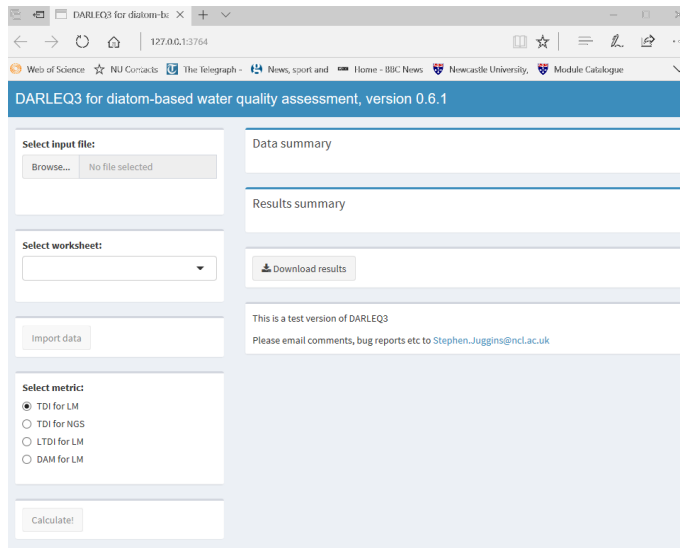 DARLEQ3 for diatom-ba
127.0.0.1:3764
Web of Science NU Contacts The Telegraph - News, sport and Home - BBC News Newcastle University, Module Catalogue
DARLEQ3 for diatom-based water quality assessment, version 0.6.1
Select input file:
Browse... No file selected
Select worksheet:
Import data
Select metric:
TDI for LM
TDI for NGS
LTDI for LM
DAM for LM
Calculate!
Data summary
Results summary
Download results
This is a test version of DARLEQ3
Please email comments, bug reports etc to Stephen.Juggins@ncl.ac.uk